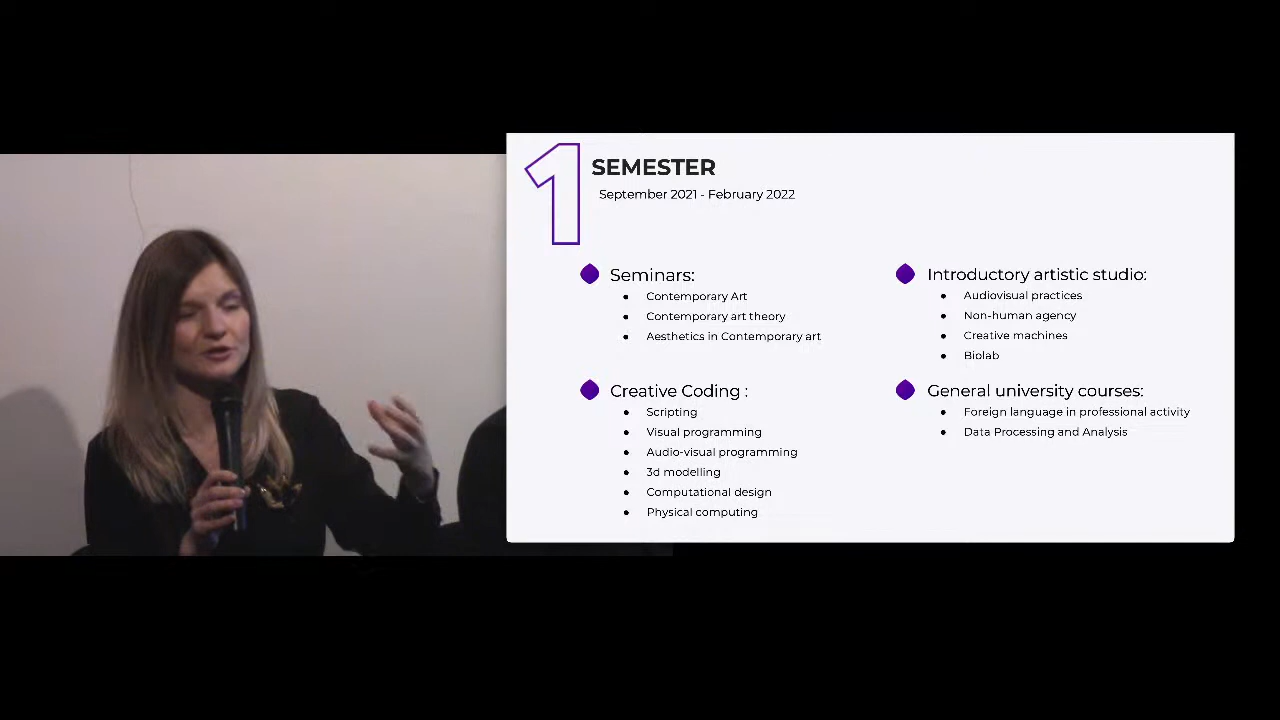 1
SEMESTER
September 2021 - February 2022
Seminars:
● Contemporary Art
● Contemporary art theory
● Aesthetics in Contemporary art
Creative Coding :
● Scripting
● Visual programming
● Audio-visual programming
● 3d modelling
● Computational design
● Physical computing
Introductory artistic studio:
● Audiovisual practices
● Non-human agency
● Creative machines
● Biolab
General university courses:
● Foreign language in professional activity
● Data Processing and Analysis